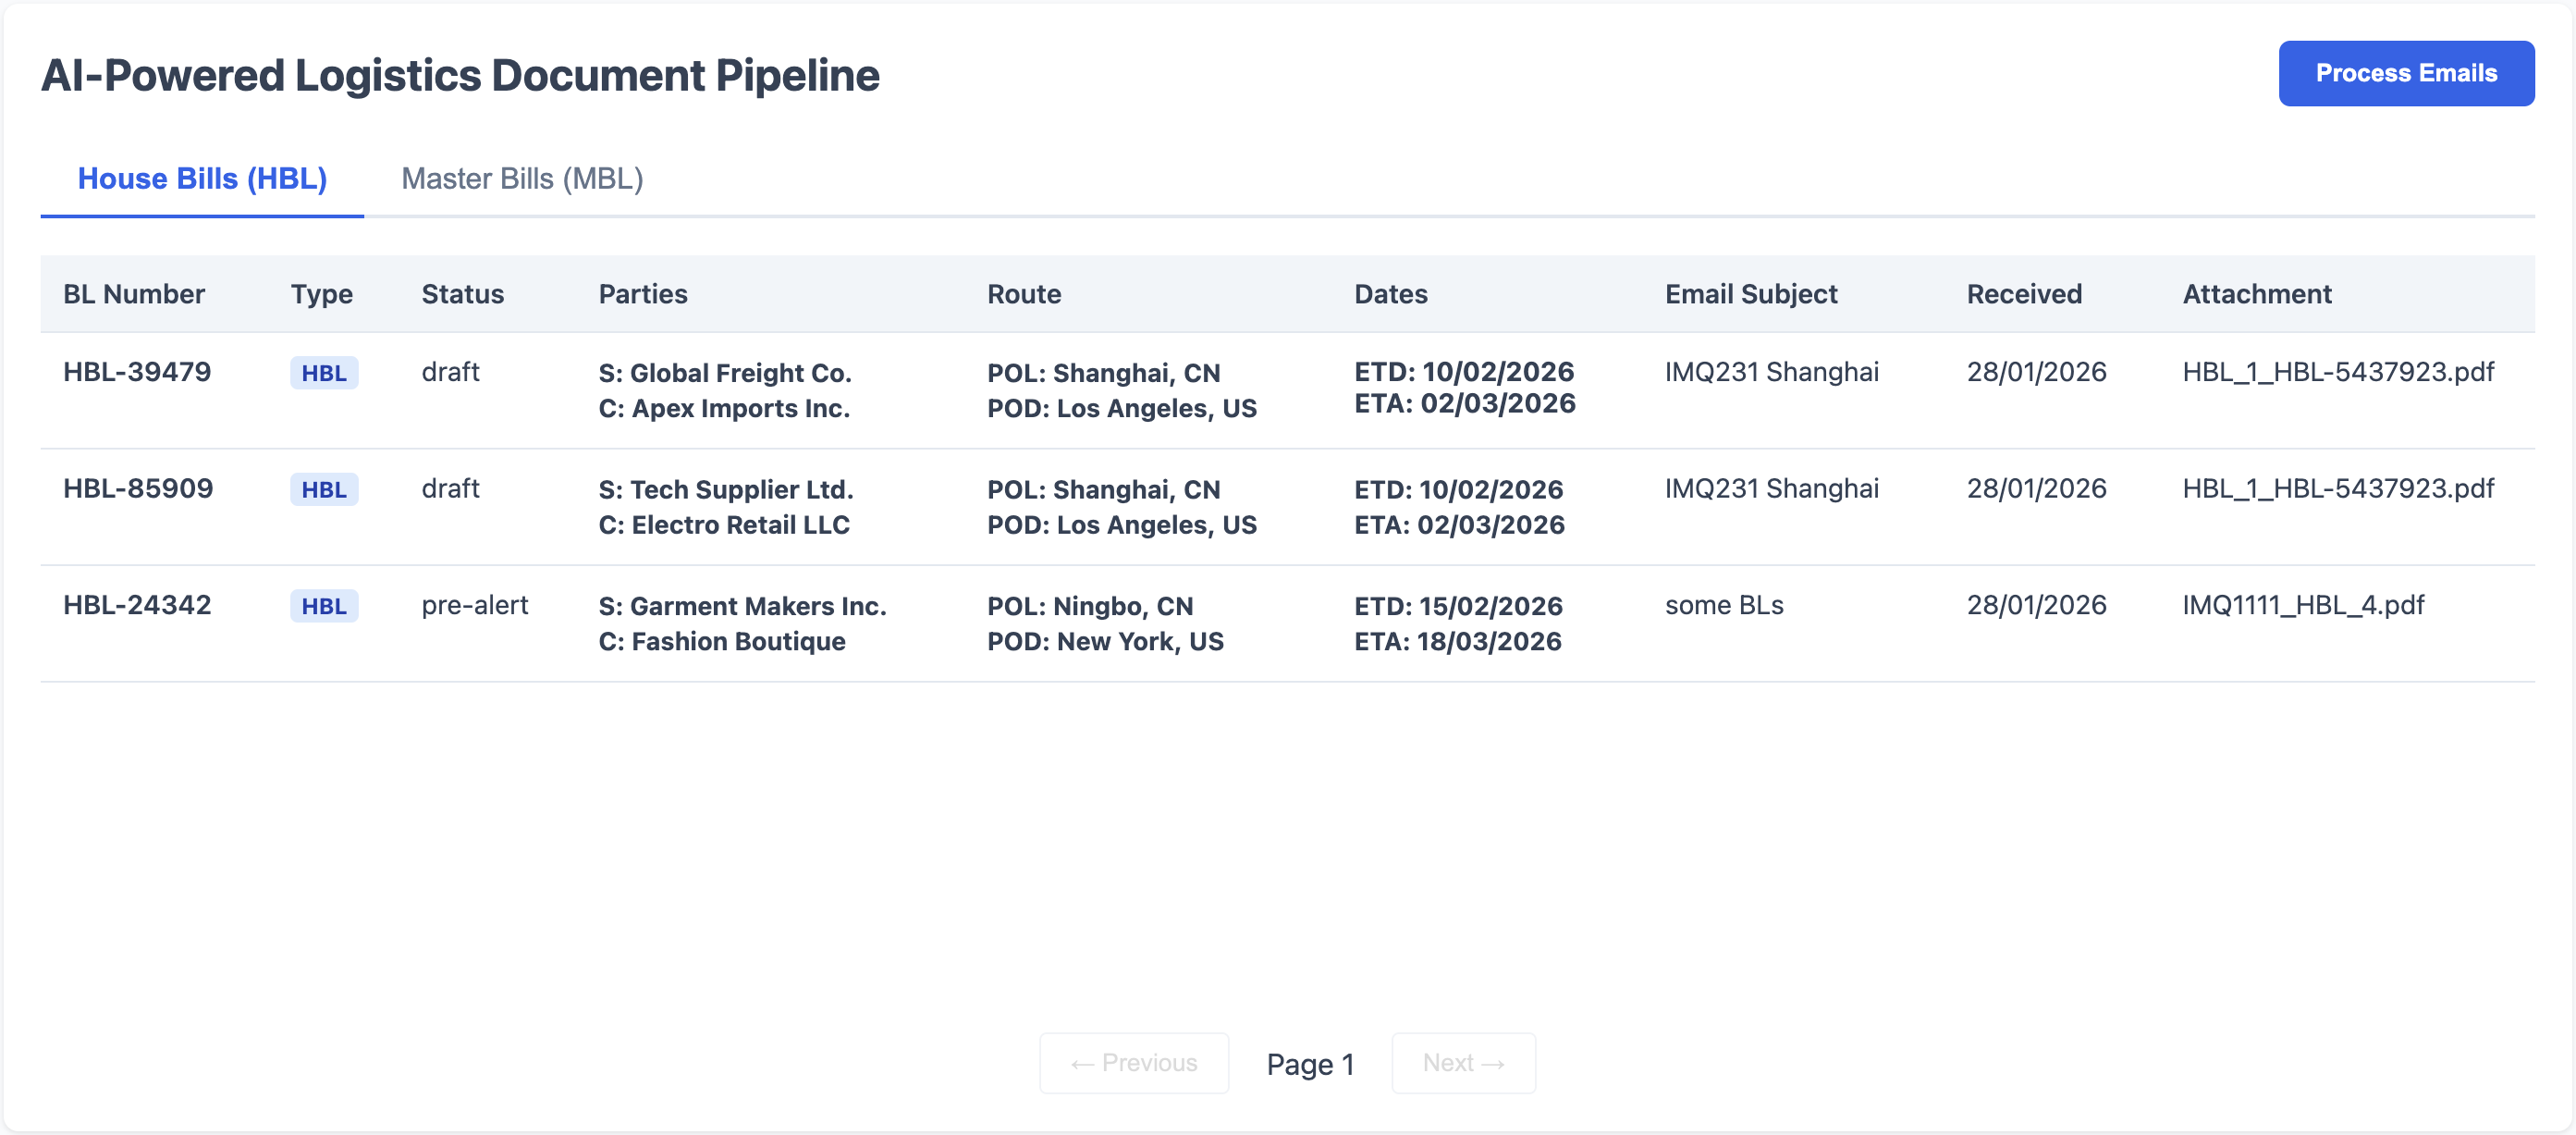 AI-Powered Logistics Document Pipeline
Process Emails
House Bills (HBL)
Master Bills (MBL)
BL Number Type Status Parties Route Dates Email Subject Received Attachment
HBL-39479 HBL draft S: Global Freight Co. POL: Shanghai, CN ETD: 10/02/2026 IMQ231 Shanghai 28/01/2026 HBL_1_HBL-5437923.pdf
C: Apex Imports Inc. POD: Los Angeles, US ETA: 02/03/2026
HBL-85909 HBL draft S: Tech Supplier Ltd. POL: Shanghai, CN ETD: 10/02/2026 IMQ231 Shanghai 28/01/2026 HBL_1_HBL-5437923.pdf
C: Electro Retail LLC POD: Los Angeles, US ETA: 02/03/2026
HBL-24342 HBL pre-alert S: Garment Makers Inc. POL: Ningbo, CN ETD: 15/02/2026 some BLs 28/01/2026 IMQ1111_HBL_4.pdf
C: Fashion Boutique POD: New York, US ETA: 18/03/2026
← Previous Page 1 Next →